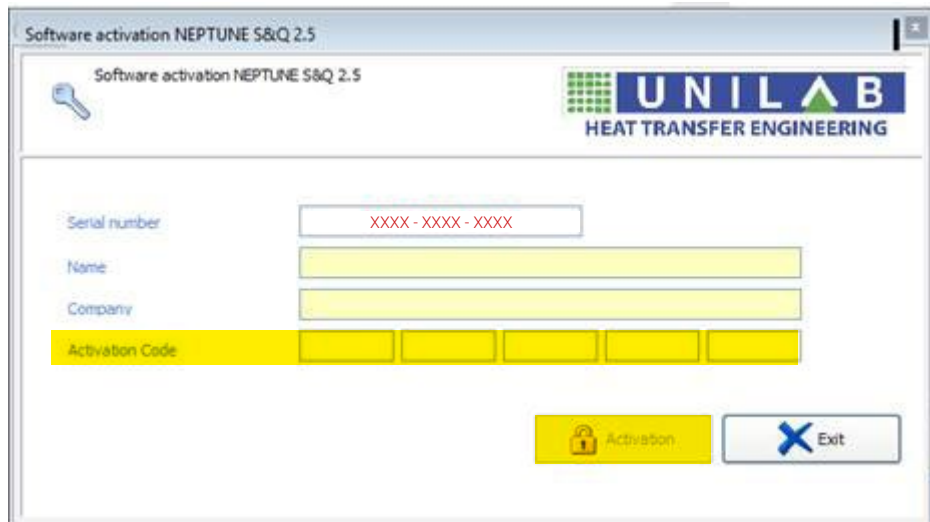 Software activation NEPTUNE S&Q 2.5
x
Software activation NEPTUNE S&Q 2.5
UNILAB
HEAT TRANSFER ENGINEERING
Serial number
XXXX - XXXX - XXXX
Name
Company
Activation Code
Activation
Exit